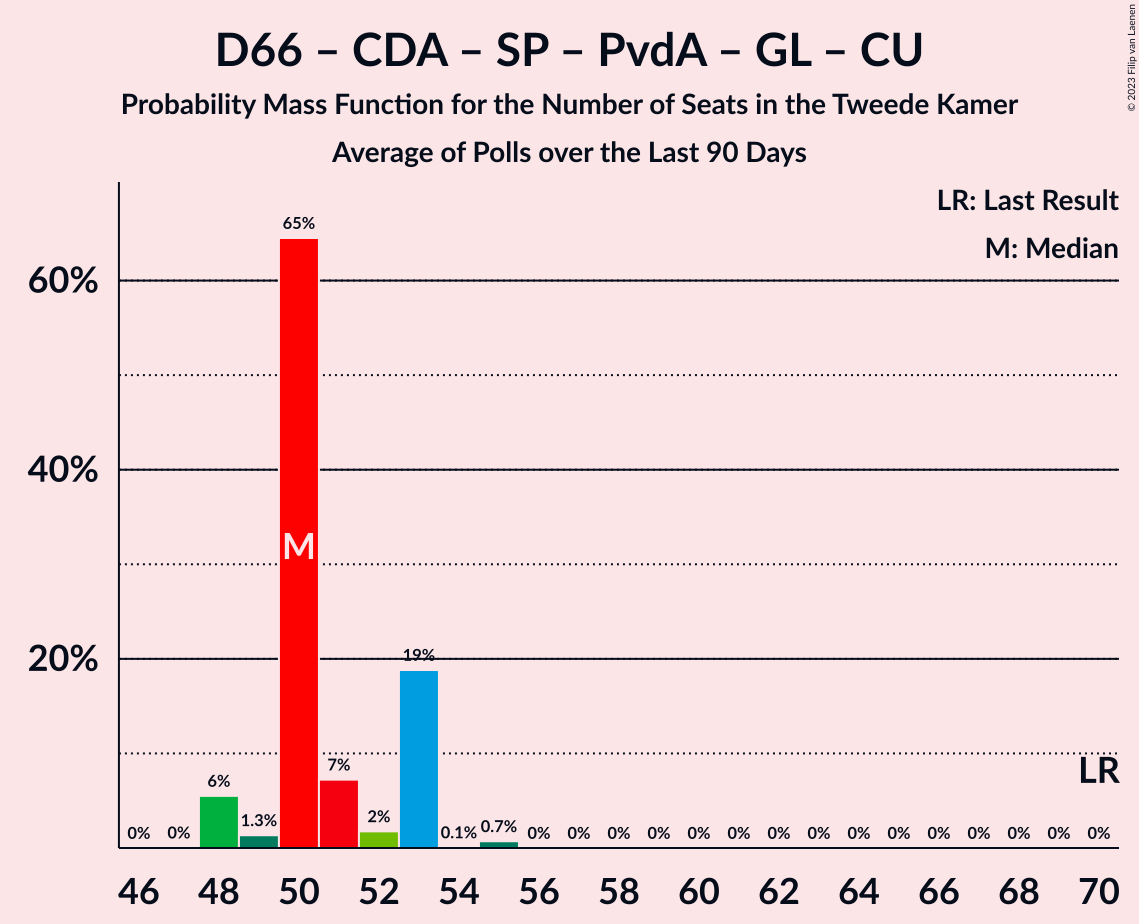 D66 – CDA – SP – PvdA – GL – CU
Probability Mass Function for the Number of Seats in the Tweede Kamer
Average of Polls over the Last 90 Days
© 2023 Filip van Laenen
LR: Last Result
M: Median
60%
40%
20%
0% 0% 6% 1.3% 65% 7% 2% 19% 0.1% 0.7% 0% 0% 0% 0% 0% 0% 0% 0% 0% 0% 0% 0% 0% 0% 0%
M
LR
46 48 50 52 54 56 58 60 62 64 66 68 70